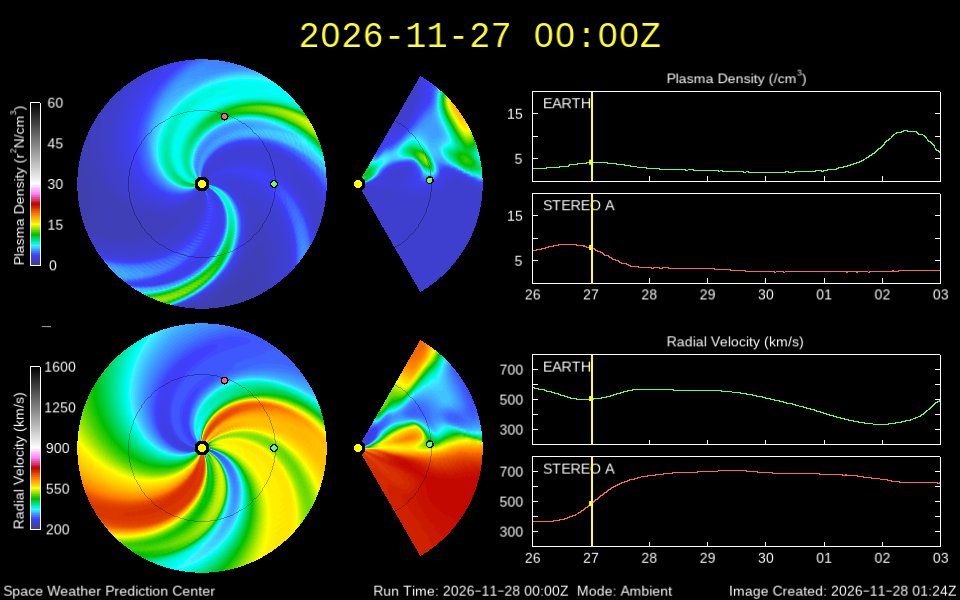 2026-11-27 00:00Z
Plasma Density (r²N/cm³)
60
45
30
15
0
Plasma Density (/cm³)
EARTH
15
5
STEREO A
15
5
26 27 28 29 30 01 02 03
Radial Velocity (km/s)
1600
1250
900
550
200
Radial Velocity (km/s)
EARTH
700
500
300
STEREO A
700
500
300
26 27 28 29 30 01 02 03
Space Weather Prediction Center Run Time: 2026-11-28 00:00Z Mode: Ambient Image Created: 2026-11-28 01:24Z